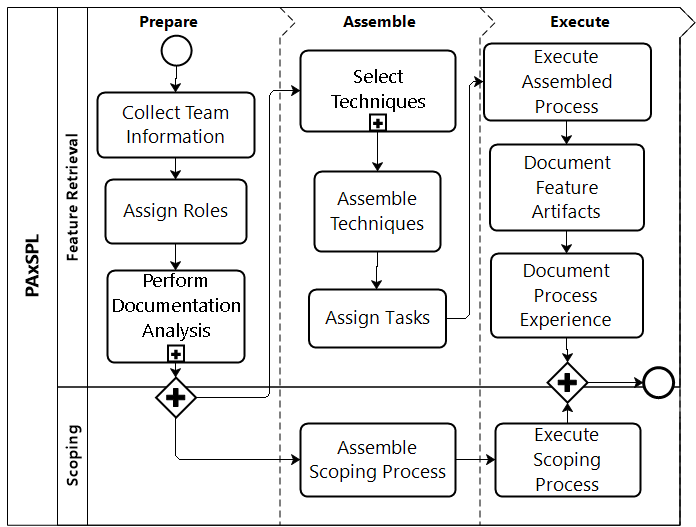 Prepare
Assemble
Execute
PAxSPL
Feature Retrieval
Collect Team
Information
Assign Roles
Perform
Documentation
Analysis
Select
Techniques
Assemble
Techniques
Assign Tasks
Execute
Assembled
Process
Document
Feature
Artifacts
Document
Process
Experience
Scoping
Assemble
Scoping Process
Execute
Scoping
Process